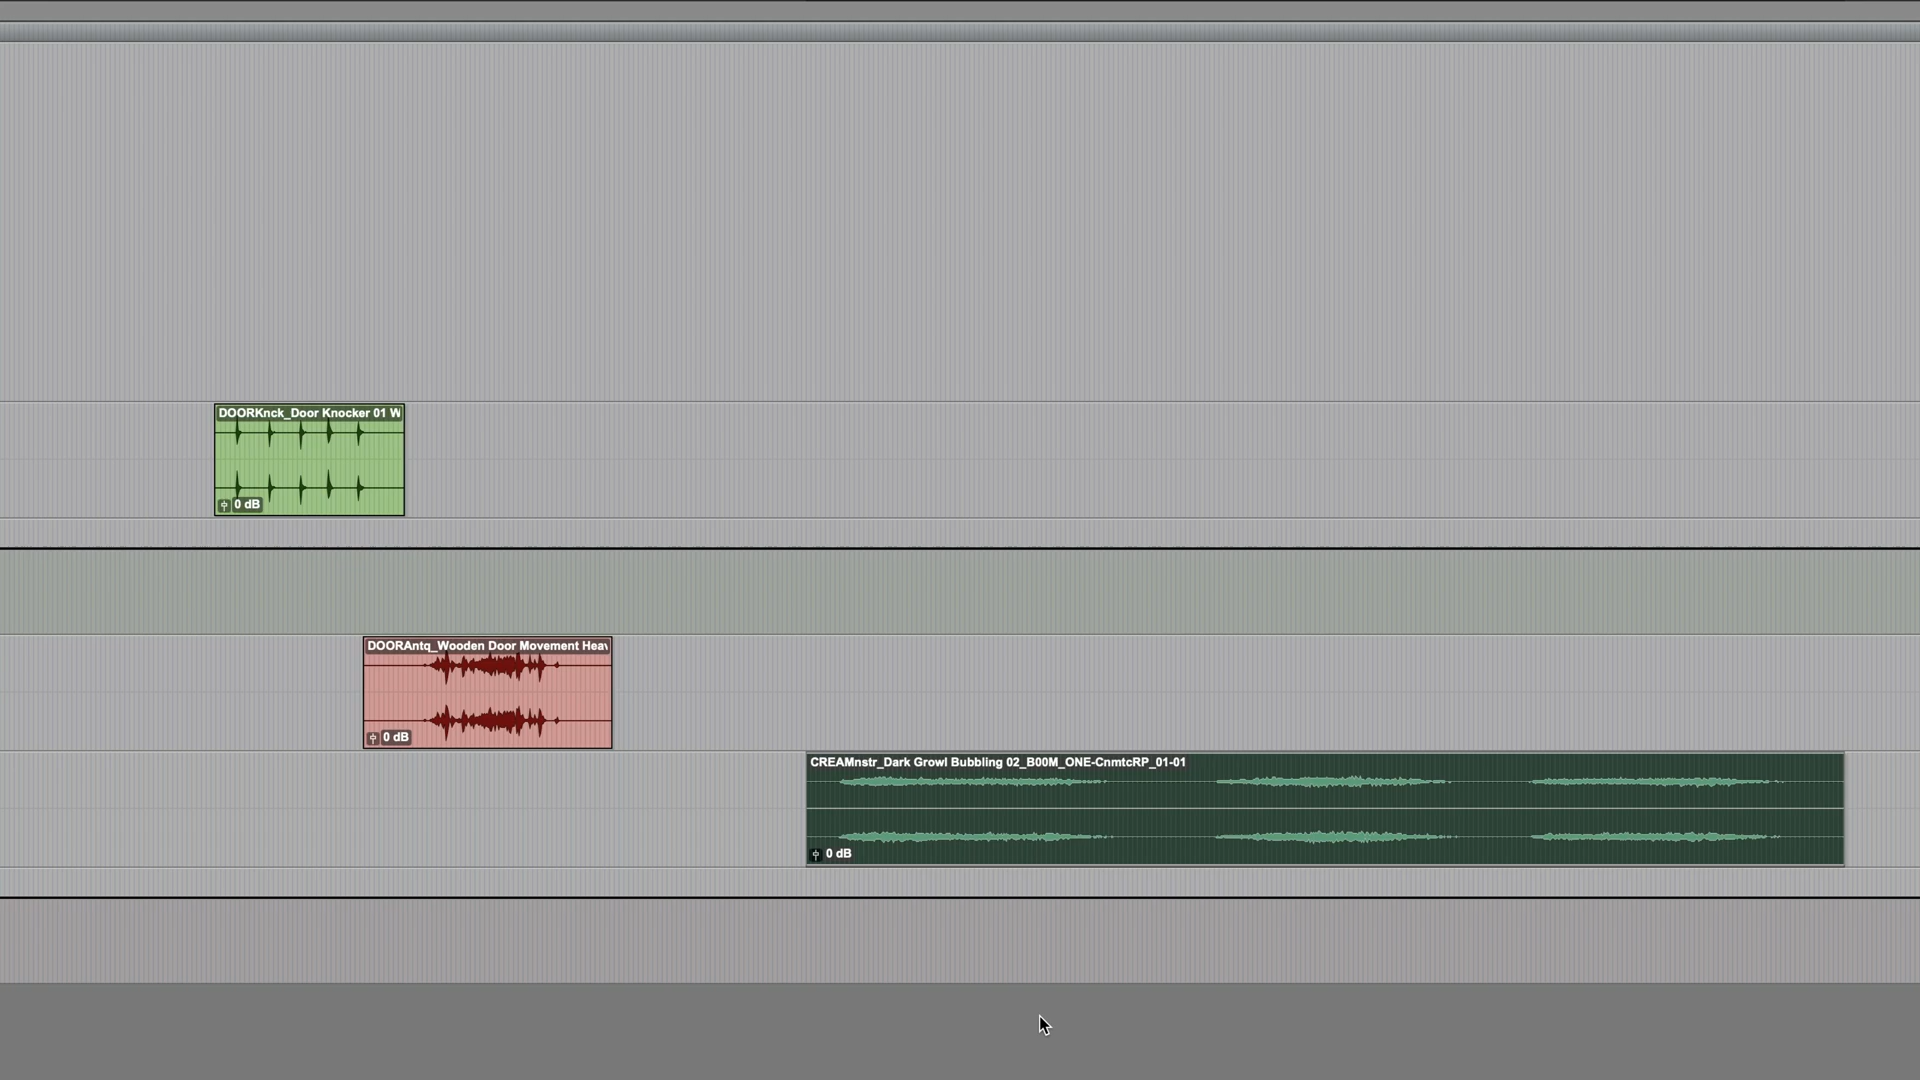 DOORKnck_Door Knocker 01 W
0 dB
DOORAntq_Wooden Door Movement Heav
0 dB
CREAMnstr_Dark Growl Bubbling 02_B00M_ONE-CnmtcRP_01-01
0 dB